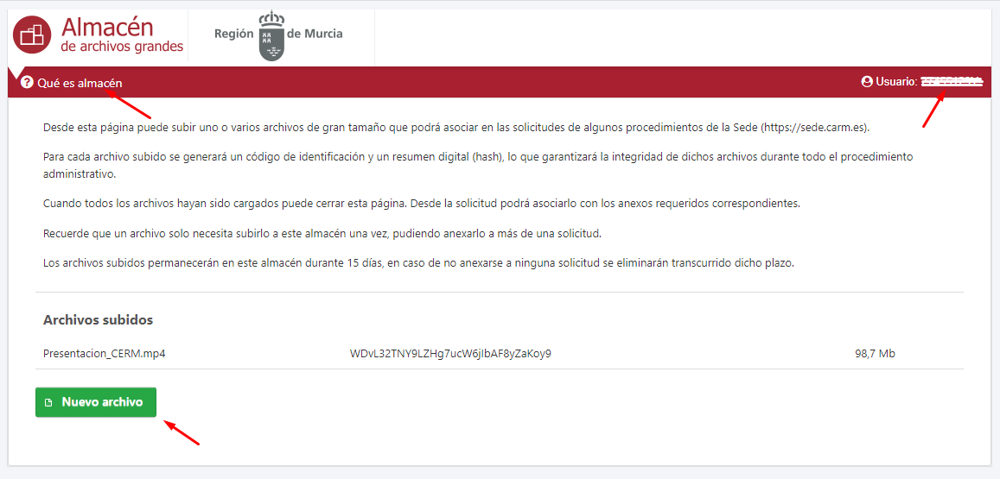 Almacén
de archivos grandes
Región de Murcia
Qué es almacén
Usuario:
Desde esta página puede subir uno o varios archivos de gran tamaño que podrá asociar en las solicitudes de algunos procedimientos de la Sede (https://sede.carm.es).
Para cada archivo subido se generará un código de identificación y un resumen digital (hash), lo que garantizará la integridad de dichos archivos durante todo el procedimiento
administrativo.
Cuando todos los archivos hayan sido cargados puede cerrar esta página. Desde la solicitud podrá asociarlo con los anexos requeridos correspondientes.
Recuerde que un archivo solo necesita subirlo a este almacén una vez, pudiendo anexarlo a más de una solicitud.
Los archivos subidos permanecerán en este almacén durante 15 días, en caso de no anexarse a ninguna solicitud se eliminarán transcurrido dicho plazo.
Archivos subidos
Presentacion_CERM.mp4 WDvL32TNY9LZHg7ucW6jIbAF8yZaKoy9 98,7 Mb
Nuevo archivo